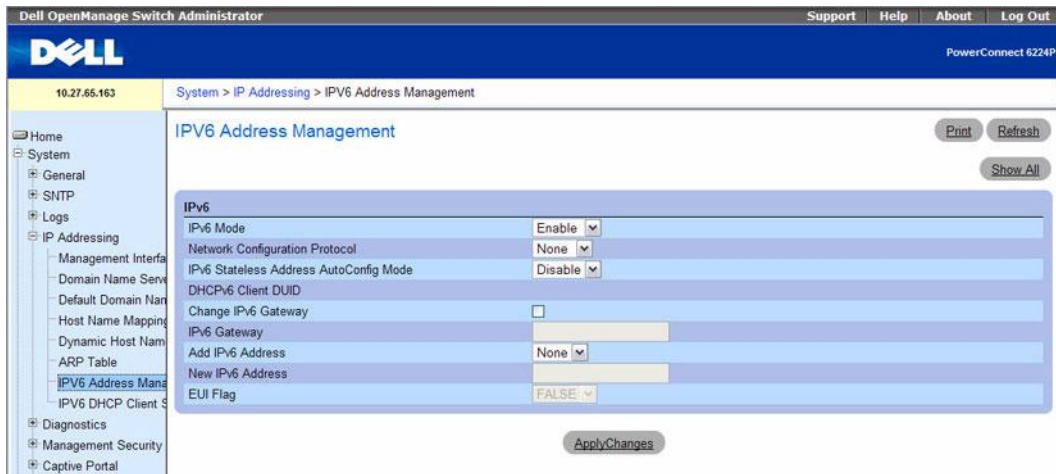 Dell OpenManage Switch Administrator
Support Help About Log Out
DELL
PowerConnect 6224P
10.27.65.163
System > IP Addressing > IPV6 Address Management
Home
System
General
SNTP
Logs
IP Addressing
Management Interfa
Domain Name Serve
Default Domain Nan
Host Name Mapping
Dynamic Host Nam
ARP Table
IPV6 Address Mana
IPV6 DHCP Client S
Diagnostics
Management Security
Captive Portal
IPV6 Address Management
Print Refresh
Show All
IPv6
IPv6 Mode Enable
Network Configuration Protocol None
IPv6 Stateless Address AutoConfig Mode Disable
DHCPv6 Client DUID
Change IPv6 Gateway
IPv6 Gateway
Add IPv6 Address None
New IPv6 Address
EUI Flag FALSE
ApplyChanges